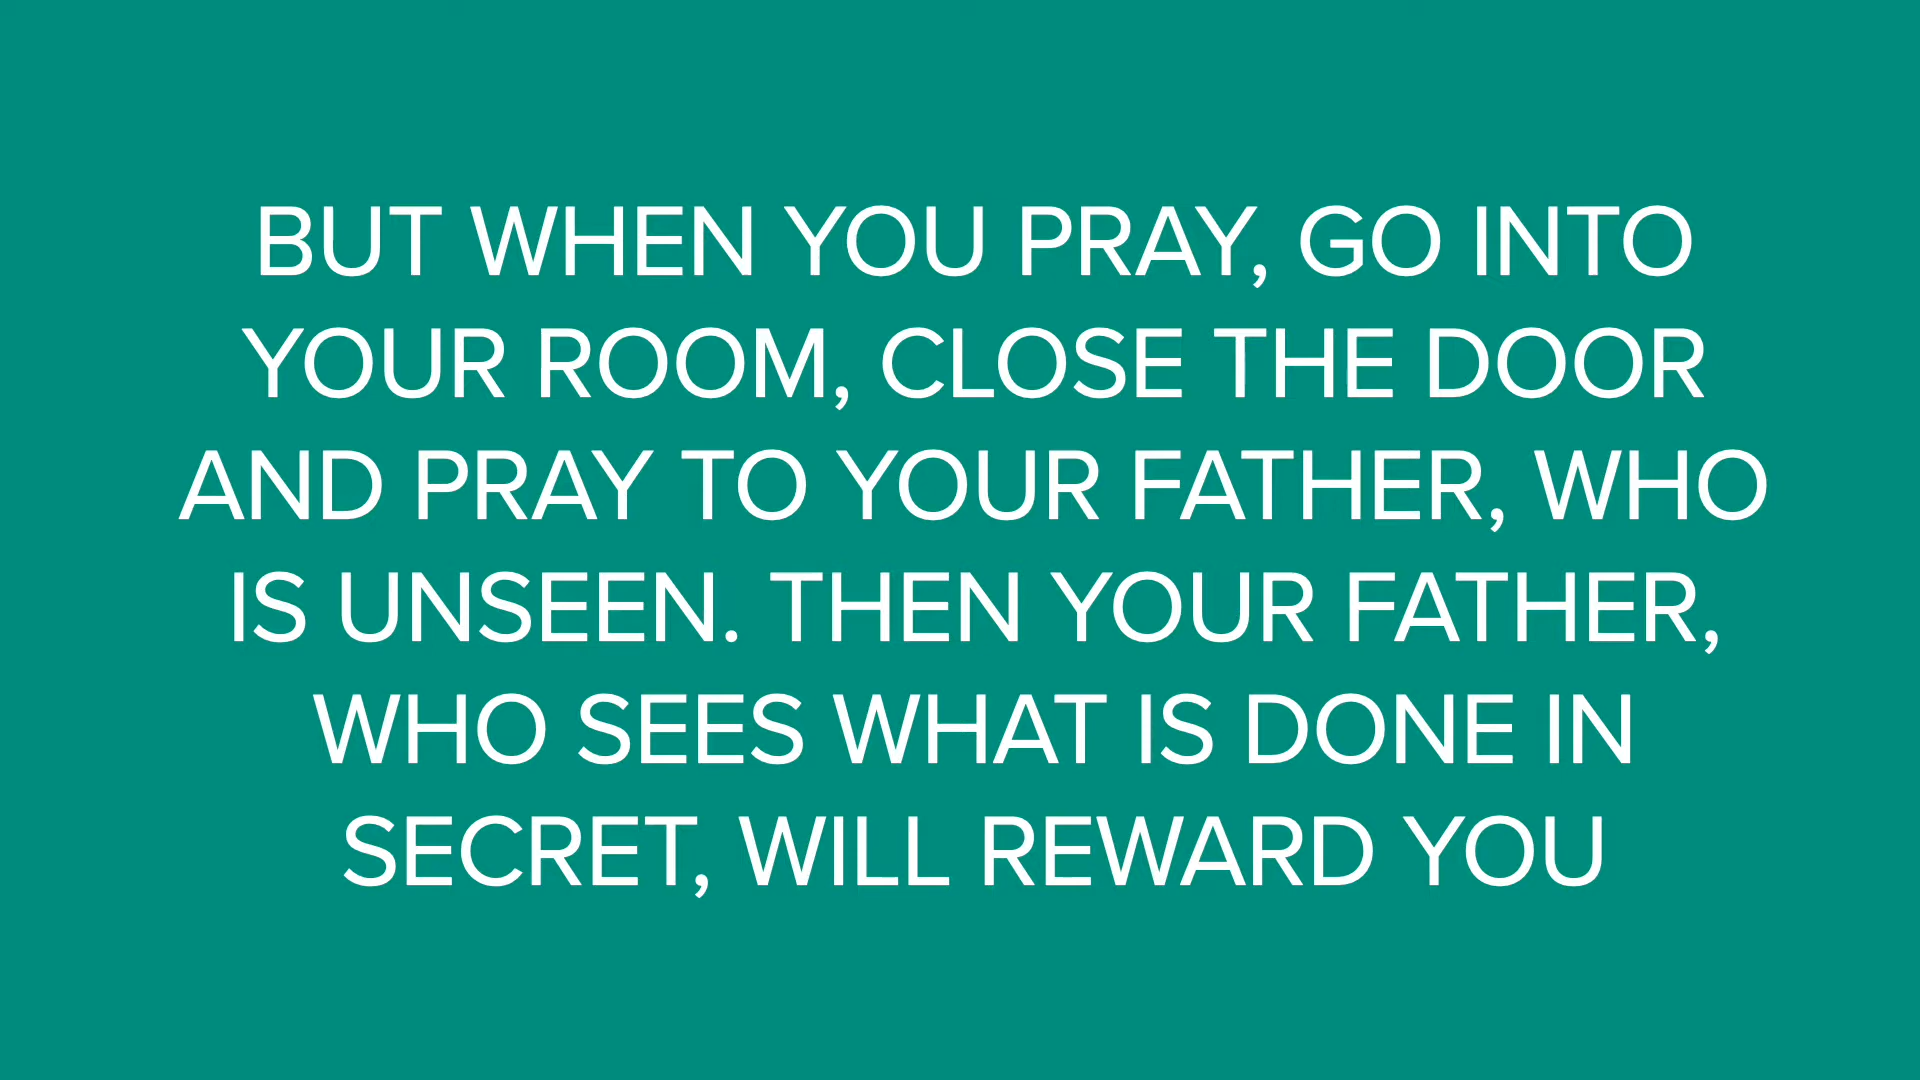 BUT WHEN YOU PRAY, GO INTO
YOUR ROOM, CLOSE THE DOOR
AND PRAY TO YOUR FATHER, WHO
IS UNSEEN. THEN YOUR FATHER,
WHO SEES WHAT IS DONE IN
SECRET, WILL REWARD YOU